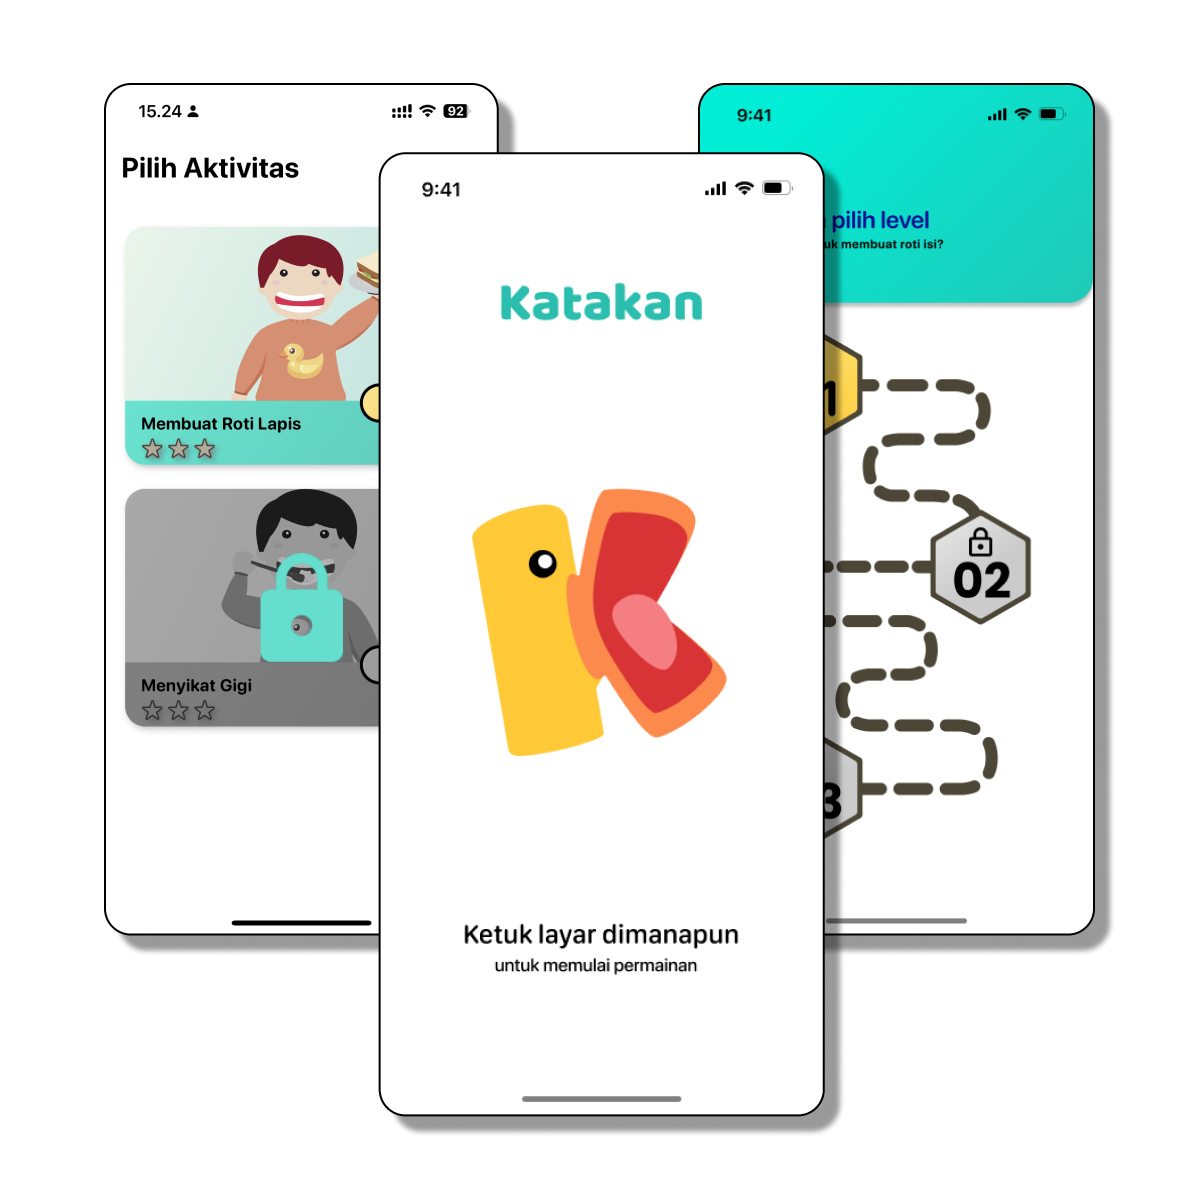 15.24
92
Pilih Aktivitas
Membuat Roti Lapis
Menyikat Gigi
9:41
Katakan
Ketuk layar dimanapun
untuk memulai permainan
9:41
pilih level
membuat roti isi?
1
02
3